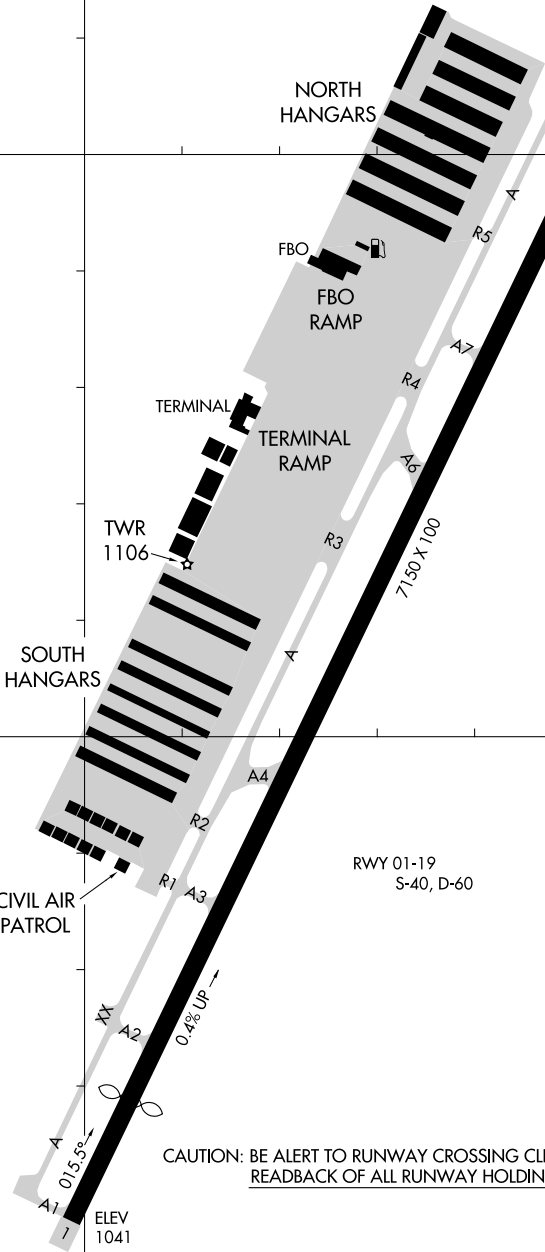 NORTH
HANGARS
A
R5
FBO
FBO
RAMP
A7
R4
TERMINAL
TERMINAL
RAMP
A6
TWR
1106
R3
7150 X 100
A
SOUTH
HANGARS
A4
R2
RWY 01-19
S-40, D-60
R1
A3
CIVIL AIR
PATROL
XX
A2
0.4% UP
A
015.5°
CAUTION: BE ALERT TO RUNWAY CROSSING
READBACK OF ALL RUNWAY
A1
1
ELEV
1041